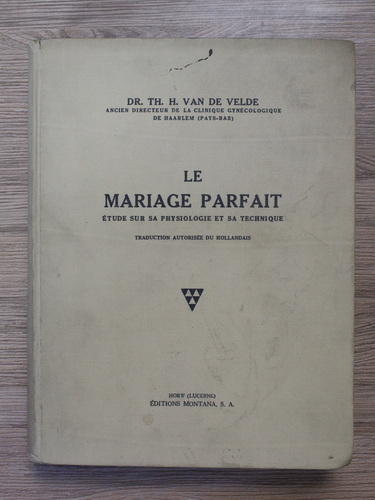 DR. TH. H. VAN DE VELDE
ANCIEN DIRECTEUR DE LA CLINIQUE GYNÉCOLOGIQUE
DE HAARLEM (PAYS-BAS)
LE
MARIAGE PARFAIT
ÉTUDE SUR SA PHYSIOLOGIE ET SA TECHNIQUE
TRADUCTION AUTORISÉE DU HOLLANDAIS
HORW (LUCERNE)
ÉDITIONS MONTANA, S. A.